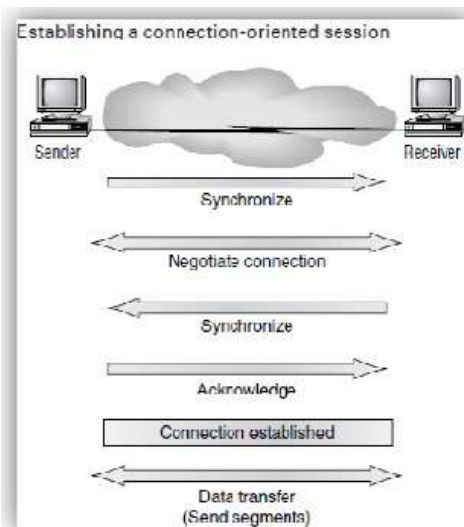 Establishing a connection-oriented session
Sender
Receiver
Synchronize
Negotiate connection
Synchronize
Acknowledge
Connection established
Data transfer
(Send segments)